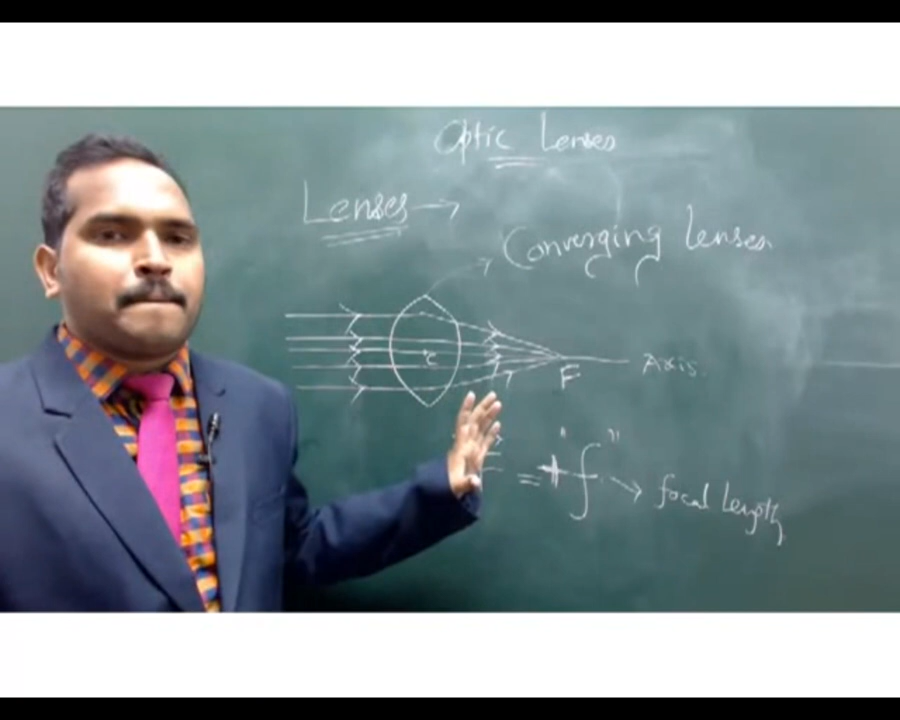 Optic Lenses
Lenses →
Converging lenses
C
F
Axis.
= + "f" → focal length